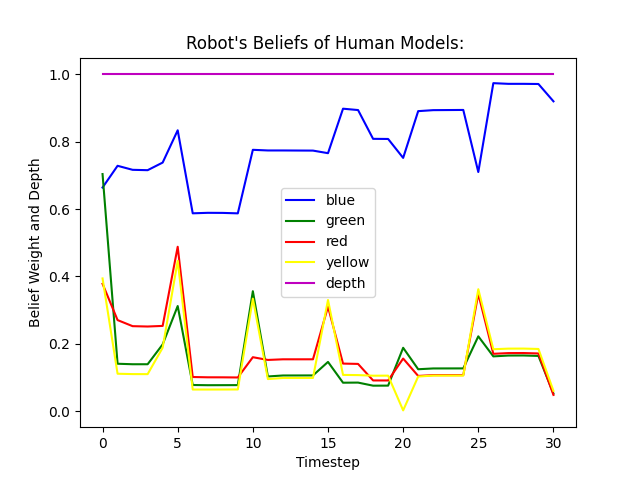 Robot's Beliefs of Human Models:
Belief Weight and Depth
1.0
0.8
0.6
0.4
0.2
0.0
blue
green
red
yellow
depth
0 5 10 15 20 25 30
Timestep